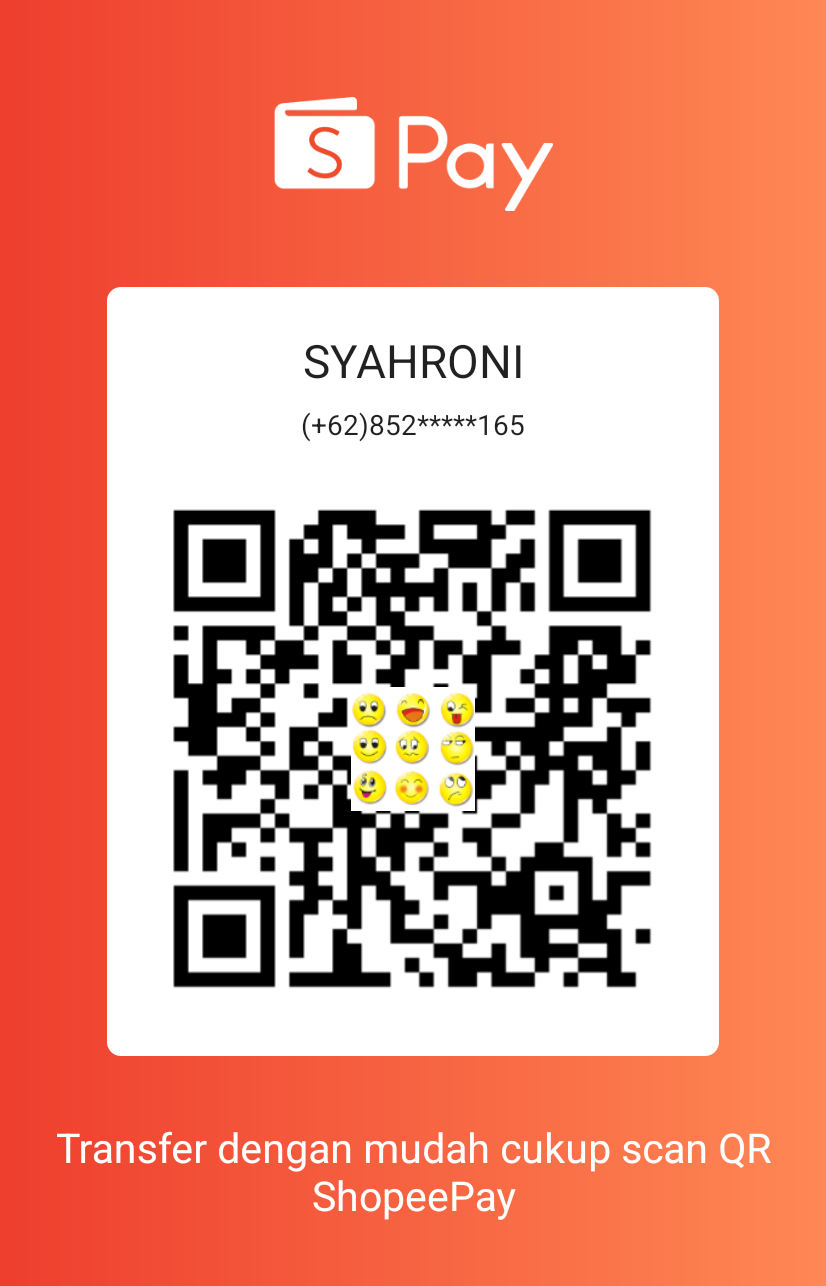 S Pay
SYAHRONI
(+62)852*****165
Transfer dengan mudah cukup scan QR
ShopeePay